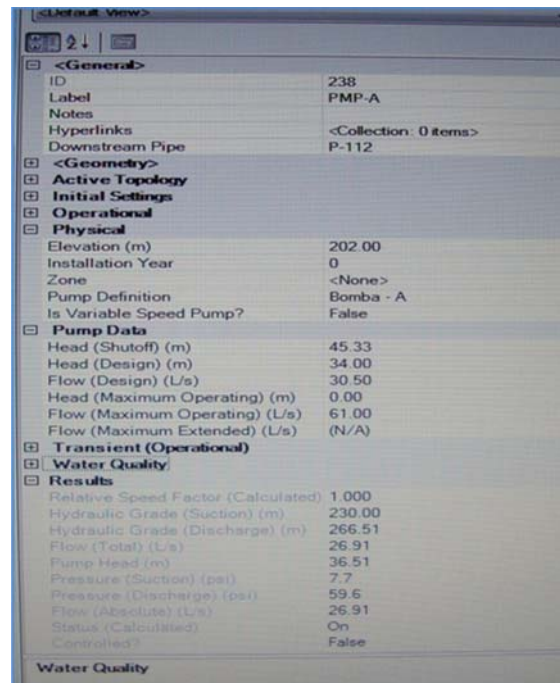 <Default View>
<General>
ID 238
Label PMP-A
Notes
Hyperlinks <Collection: 0 items>
Downstream Pipe P-112
<Geometry>
Active Topology
Initial Settings
Operational
Physical
Elevation (m) 202.00
Installation Year 0
Zone <None>
Pump Definition Bomba - A
Is Variable Speed Pump? False
Pump Data
Head (Shutoff) (m) 45.33
Head (Design) (m) 34.00
Flow (Design) (L/s) 30.50
Head (Maximum Operating) (m) 0.00
Flow (Maximum Operating) (L/s) 61.00
Flow (Maximum Extended) (L/s) (N/A)
Transient (Operational)
Water Quality
Results
Relative Speed Factor (Calculated) 1.000
Hydraulic Grade (Suction) (m) 230.00
Hydraulic Grade (Discharge) (m) 266.51
Flow (Total) (L/s) 26.91
Pump Head (m) 36.51
Pressure (Suction) (psi) 7.7
Pressure (Discharge) (psi) 59.6
Flow (Absolute) (L/s) 26.91
Status (Calculated) On
Controlled? False
Water Quality